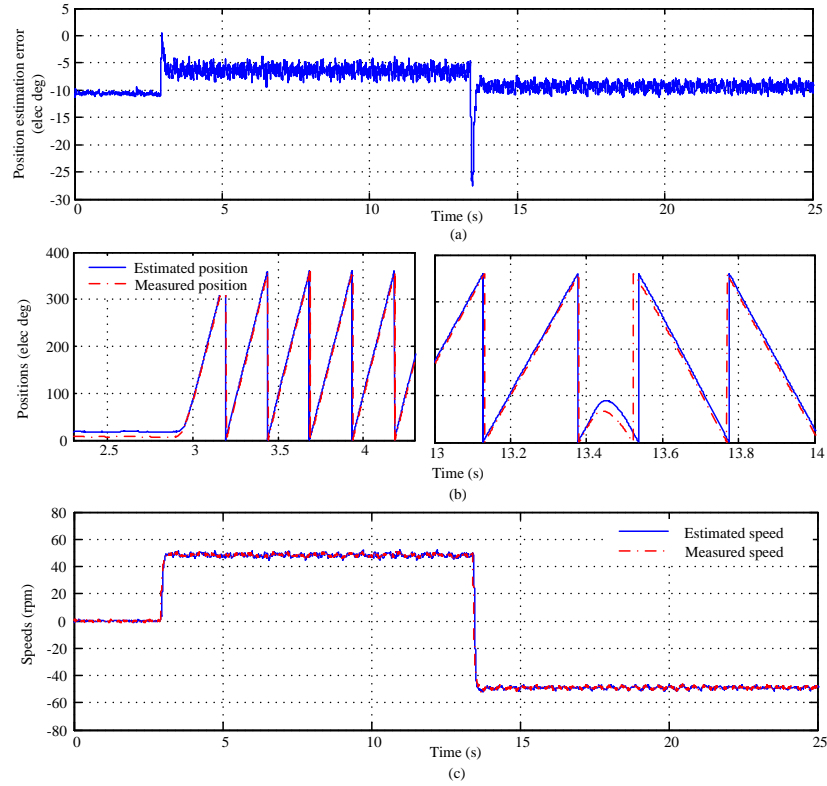 5
0
-5
-10
-15
-20
-25
-30
Position estimation error
(elec deg)
0 5 10 15 20 25
Time (s)
(a)
400
300
200
100
0
Positions (elec deg)
Estimated position
Measured position
2.5 3 3.5 4
13 13.2 13.4 13.6 13.8 14
Time (s)
(b)
80
60
40
20
0
-20
-40
-60
-80
Speeds (rpm)
Estimated speed
Measured speed
0 5 10 15 20 25
Time (s)
(c)